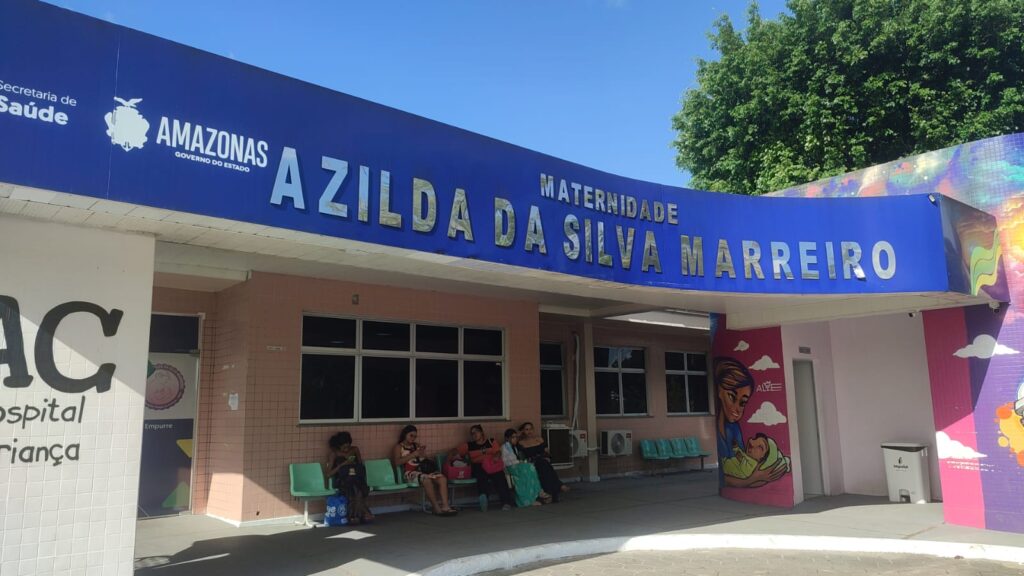 Secretaria de
Saúde
AMAZONAS
GOVERNO DO ESTADO
MATERNIDADE
AZILDA DA SILVA MARREIRO
AC
ospital
riança
Empurre